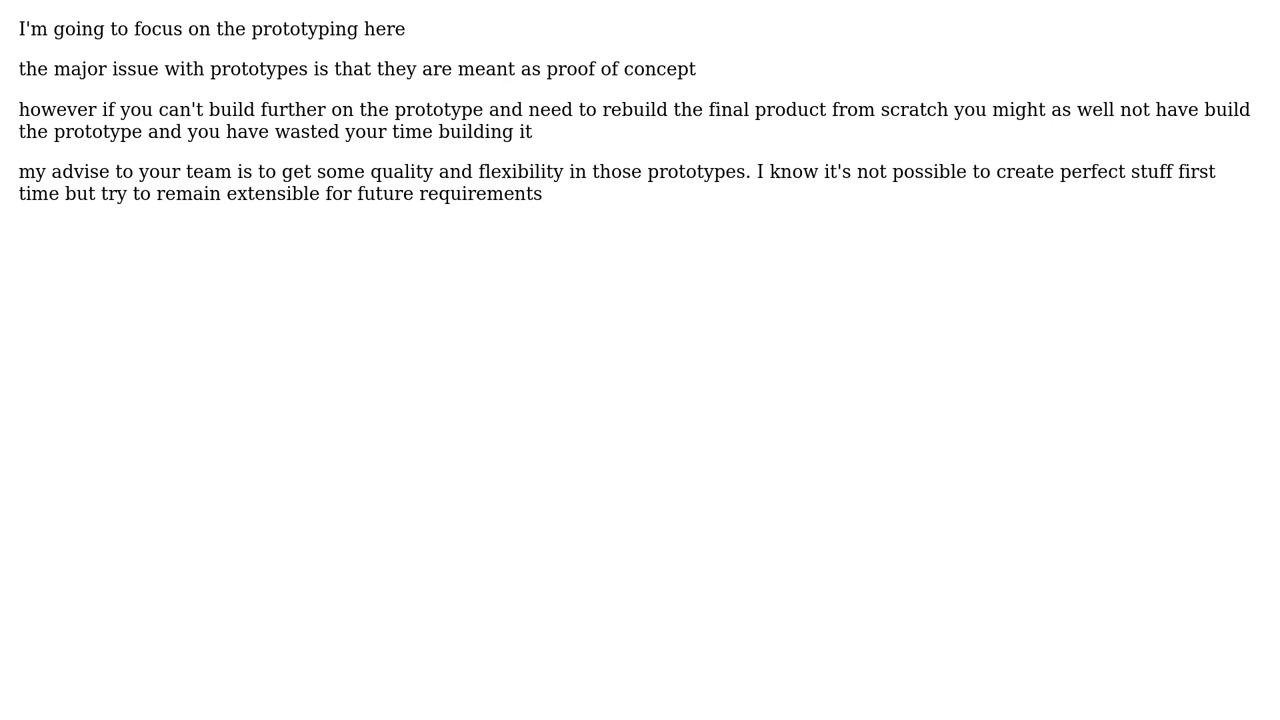 I'm going to focus on the prototyping here
the major issue with prototypes is that they are meant as proof of concept
however if you can't build further on the prototype and need to rebuild the final product from scratch you might as well not have build
the prototype and you have wasted your time building it
my advise to your team is to get some quality and flexibility in those prototypes. I know it's not possible to create perfect stuff first
time but try to remain extensible for future requirements